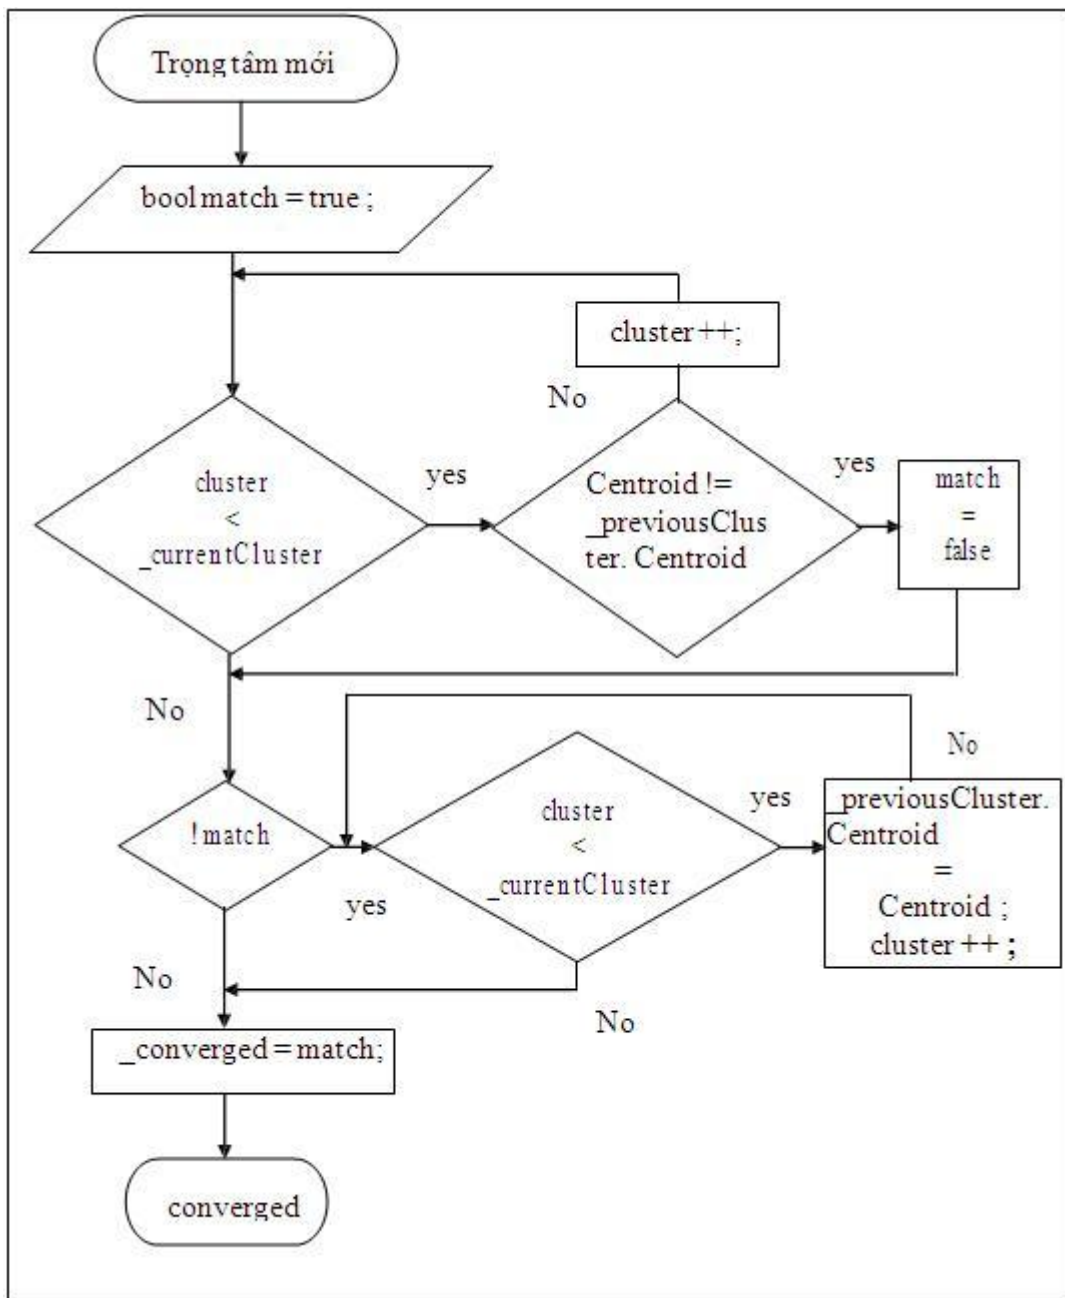 Trọng tâm mới
bool match = true ;
cluster ++;
No
cluster
<
_currentCluster
yes
Centroid !=
_previousClus
ter. Centroid
yes
match
=
false
No
! match
yes
cluster
<
_currentCluster
yes
No
_previousCluster.
Centroid
=
Centroid ;
cluster ++ ;
No
No
_converged = match;
converged